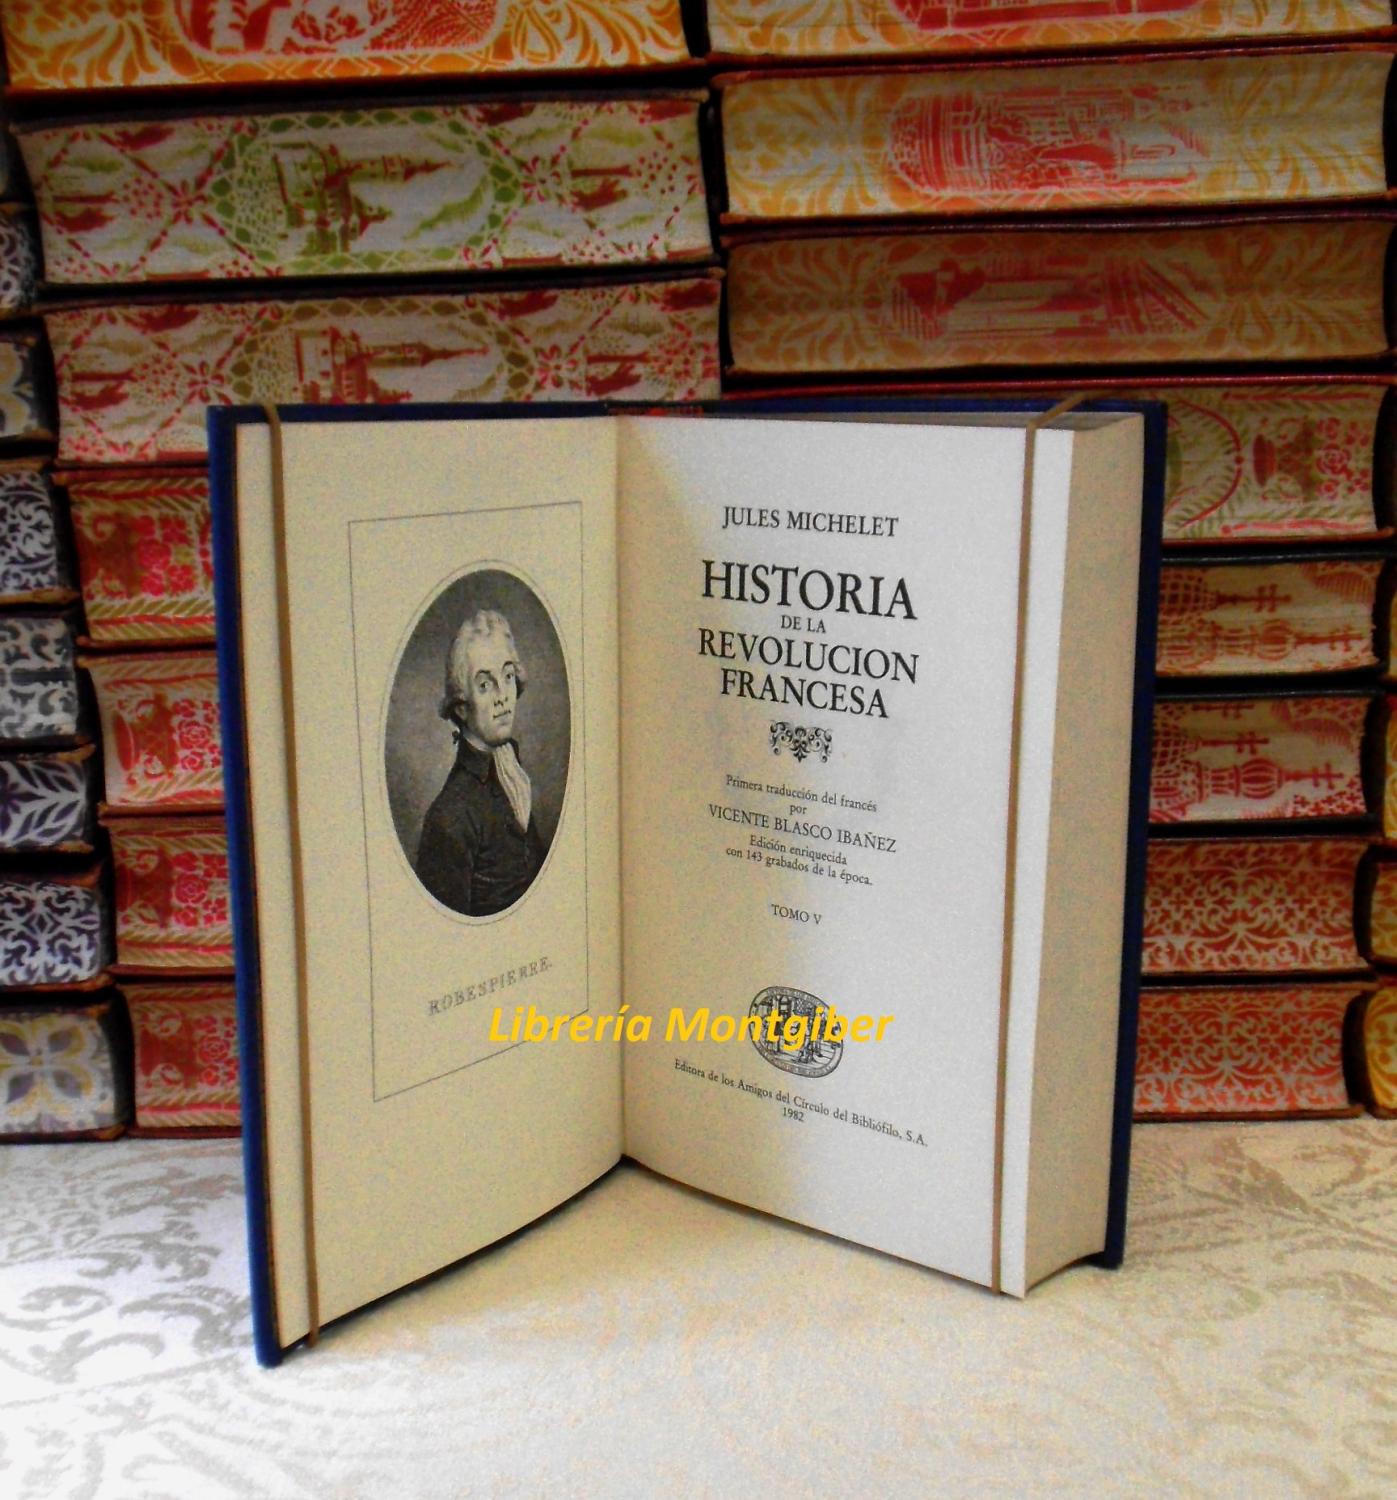 JULES MICHELET
HISTORIA
DE LA
REVOLUCION
FRANCESA
Primera traducción del francés
por
VICENTE BLASCO IBAÑEZ
Edición enriquecida
con 143 grabados de la época.
TOMO V
Editora de los Amigos del Círculo del Bibliófilo, S.A.
1982
ROBESPIERRE.
Librería Montgiber